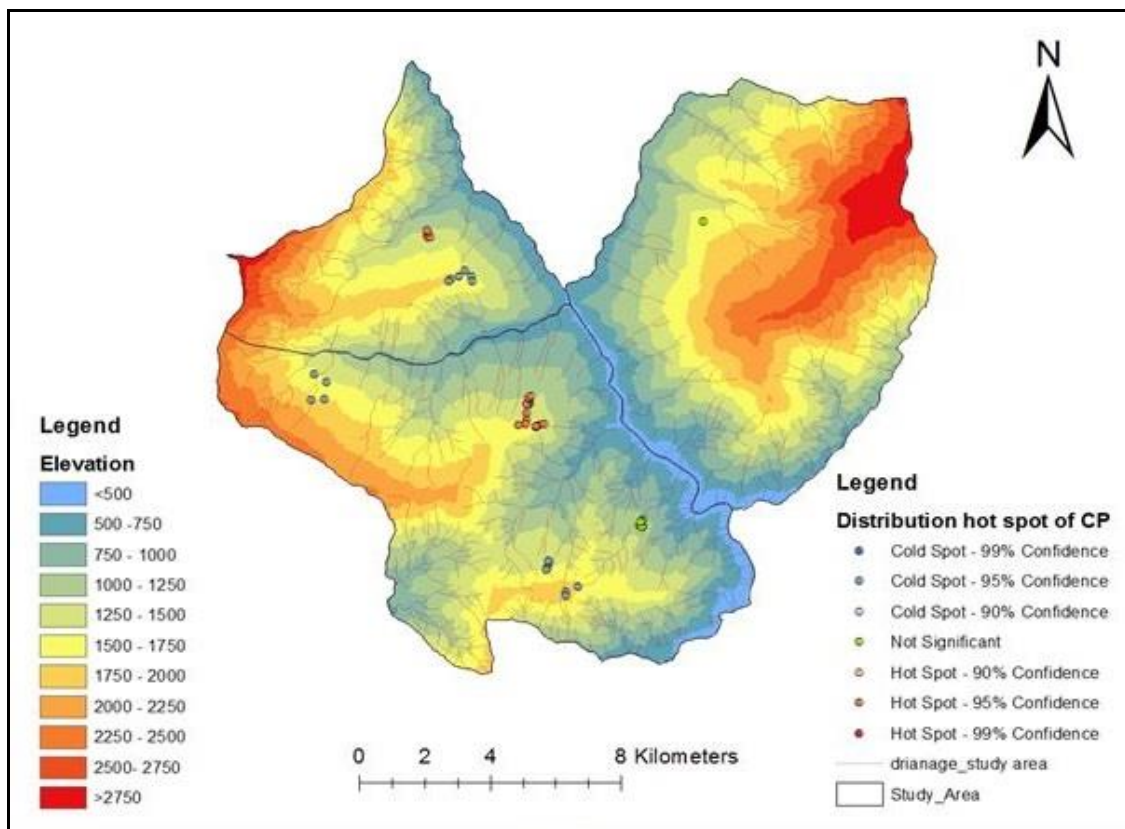 N
Legend
Elevation
<500
500 -750
750 - 1000
1000 - 1250
1250 - 1500
1500 - 1750
1750 - 2000
2000 - 2250
2250 - 2500
2500- 2750
>2750
0 2 4 8 Kilometers
Legend
Distribution hot spot of CP
Cold Spot - 99% Confidence
Cold Spot - 95% Confidence
Cold Spot - 90% Confidence
Not Significant
Hot Spot - 90% Confidence
Hot Spot - 95% Confidence
Hot Spot - 99% Confidence
drianage_study area
Study_Area